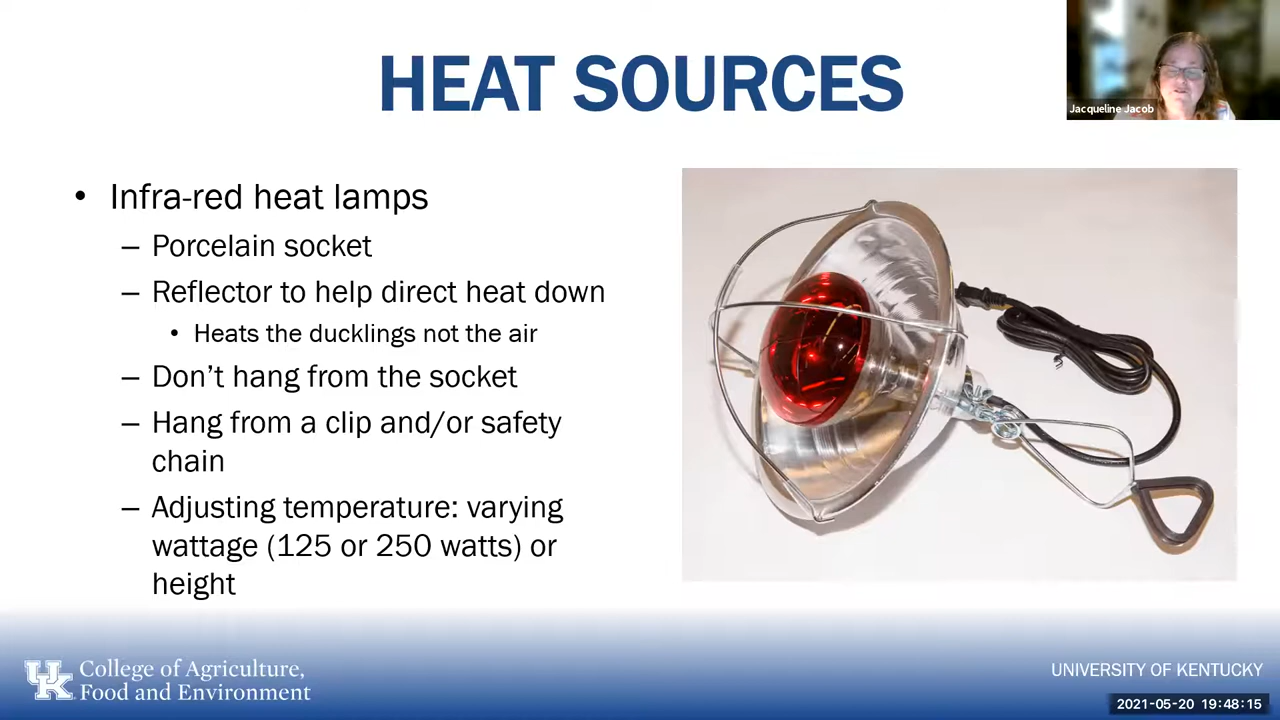 HEAT SOURCES
Jacqueline Jacob
• Infra-red heat lamps
– Porcelain socket
– Reflector to help direct heat down
• Heats the ducklings not the air
– Don’t hang from the socket
– Hang from a clip and/or safety
chain
– Adjusting temperature: varying
wattage (125 or 250 watts) or
height
UK
College of Agriculture,
Food and Environment
UNIVERSITY OF KENTUCKY
2021-05-20 19:48:15